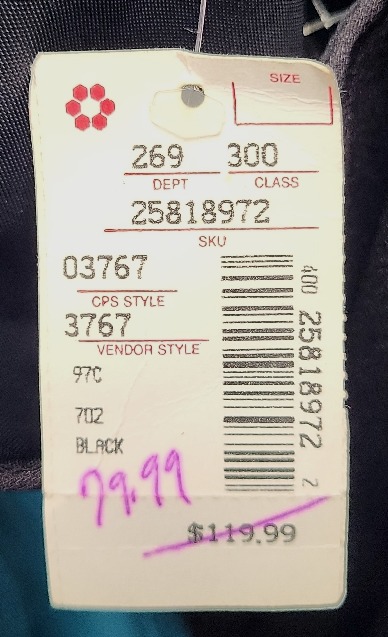 SIZE
269 300
DEPT CLASS
25818972
SKU
03767
CPS STYLE
3767
VENDOR STYLE
97C
702
BLACK
400 25818972 2
79.99
$119.99